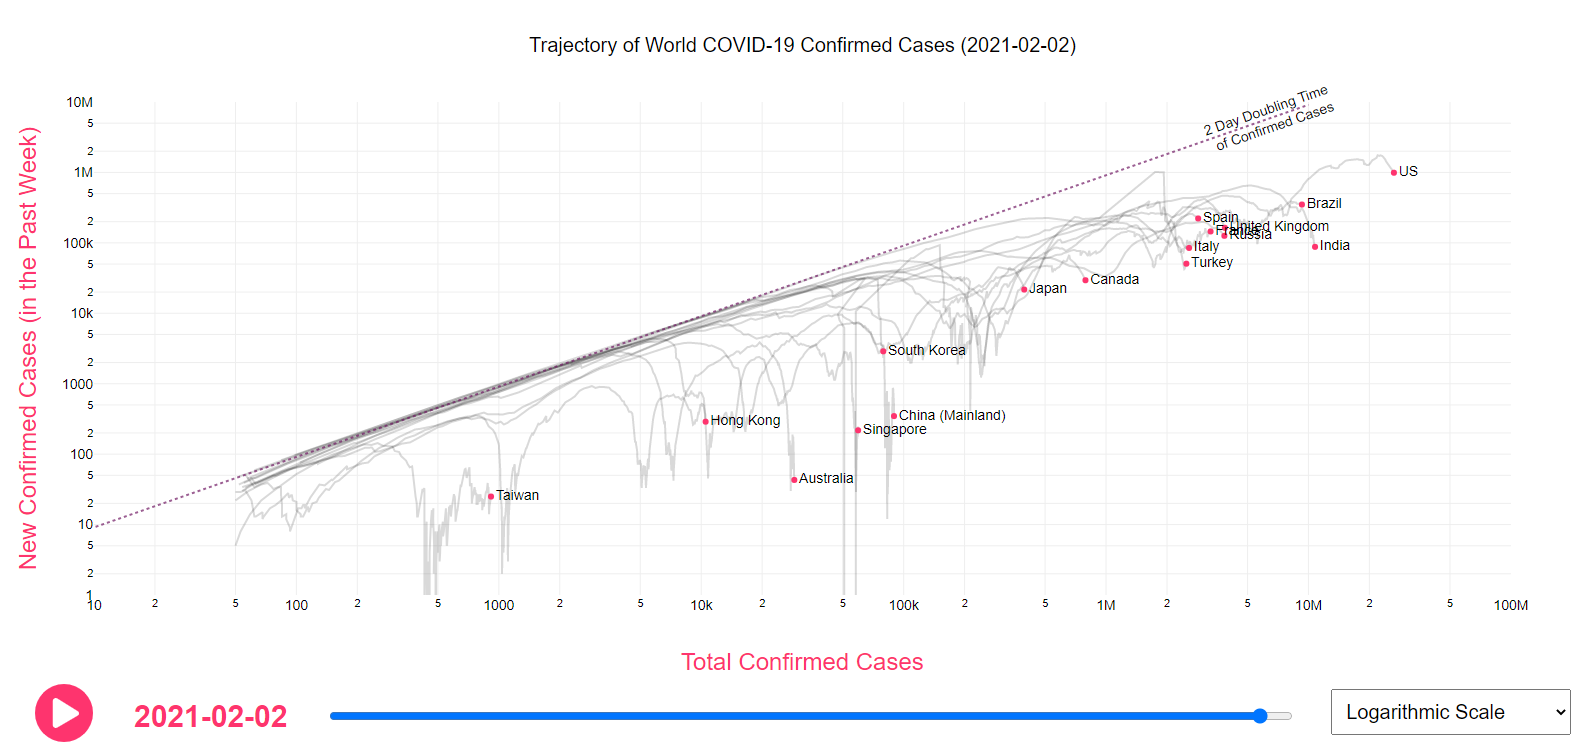 Trajectory of World COVID-19 Confirmed Cases (2021-02-02)
New Confirmed Cases (in the Past Week)
10M
5
2
1M
5
2
100k
5
2
10k
5
2
1000
5
2
100
5
2
10
5
2
1
2 Day Doubling Time
of Confirmed Cases
US
Brazil
Spain
United Kingdom
France
Russia
India
Italy
Turkey
Canada
Japan
South Korea
China (Mainland)
Hong Kong
Singapore
Australia
Taiwan
10
2
5
100
2
5
1000
2
5
10k
2
5
100k
2
5
1M
2
5
10M
2
5
100M
Total Confirmed Cases
2021-02-02
Logarithmic Scale